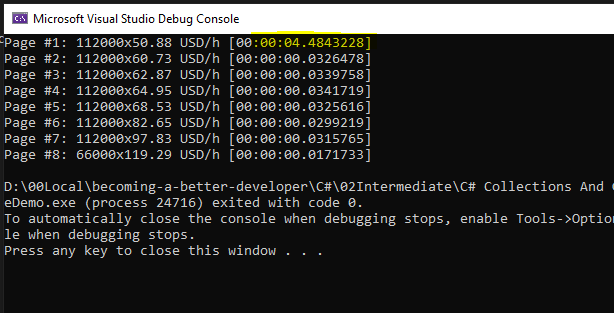 Microsoft Visual Studio Debug Console
Page #1: 112000x50.88 USD/h [00:00:04.4843228]
Page #2: 112000x60.73 USD/h [00:00:00.0326478]
Page #3: 112000x62.87 USD/h [00:00:00.0339758]
Page #4: 112000x64.95 USD/h [00:00:00.0341719]
Page #5: 112000x68.53 USD/h [00:00:00.0325616]
Page #6: 112000x82.65 USD/h [00:00:00.0299219]
Page #7: 112000x97.83 USD/h [00:00:00.0315765]
Page #8: 66000x119.29 USD/h [00:00:00.0171733]
D:\00Local\becoming-a-better-developer\C#\02Intermediate\C# Collections And
eDemo.exe (process 24716) exited with code 0.
To automatically close the console when debugging stops, enable Tools->Option
le when debugging stops.
Press any key to close this window . . .